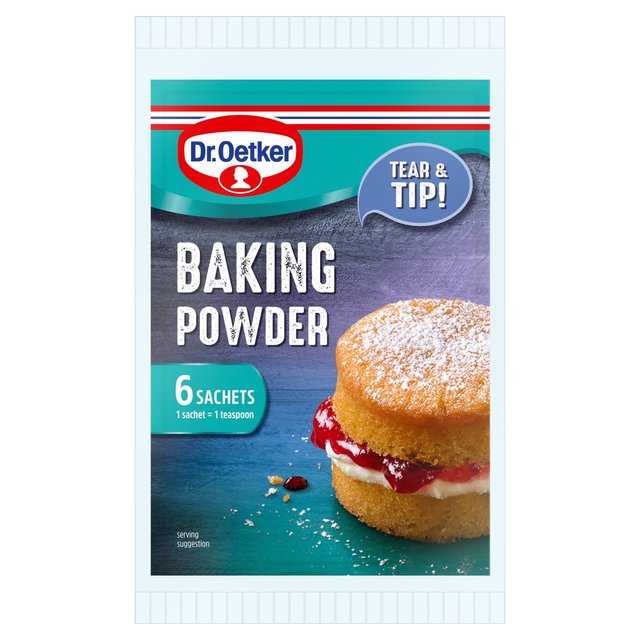 Dr.Oetker
TEAR &
TIP!
BAKING
POWDER
6 SACHETS
1 sachet = 1 teaspoon
serving
suggestion